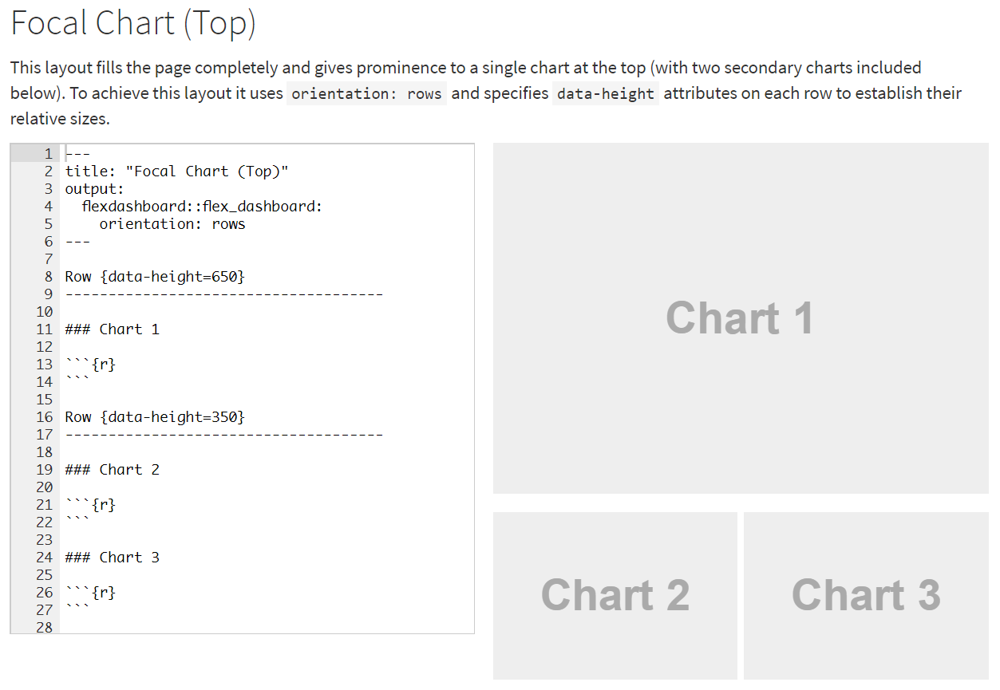 Focal Chart (Top)
This layout fills the page completely and gives prominence to a single chart at the top (with two secondary charts included
below). To achieve this layout it uses orientation: rows and specifies data-height attributes on each row to establish their
relative sizes.
1 ---
2 title: "Focal Chart (Top)"
3 output:
4   flexdashboard::flex_dashboard:
5     orientation: rows
6 ---
7
8 Row {data-height=650}
9 -------------------------------------
10
11 ### Chart 1
12
13 ```{r}
14 ```
15
16 Row {data-height=350}
17 -------------------------------------
18
19 ### Chart 2
20
21 ```{r}
22 ```
23
24 ### Chart 3
25
26 ```{r}
27 ```
28
Chart 1
Chart 2
Chart 3